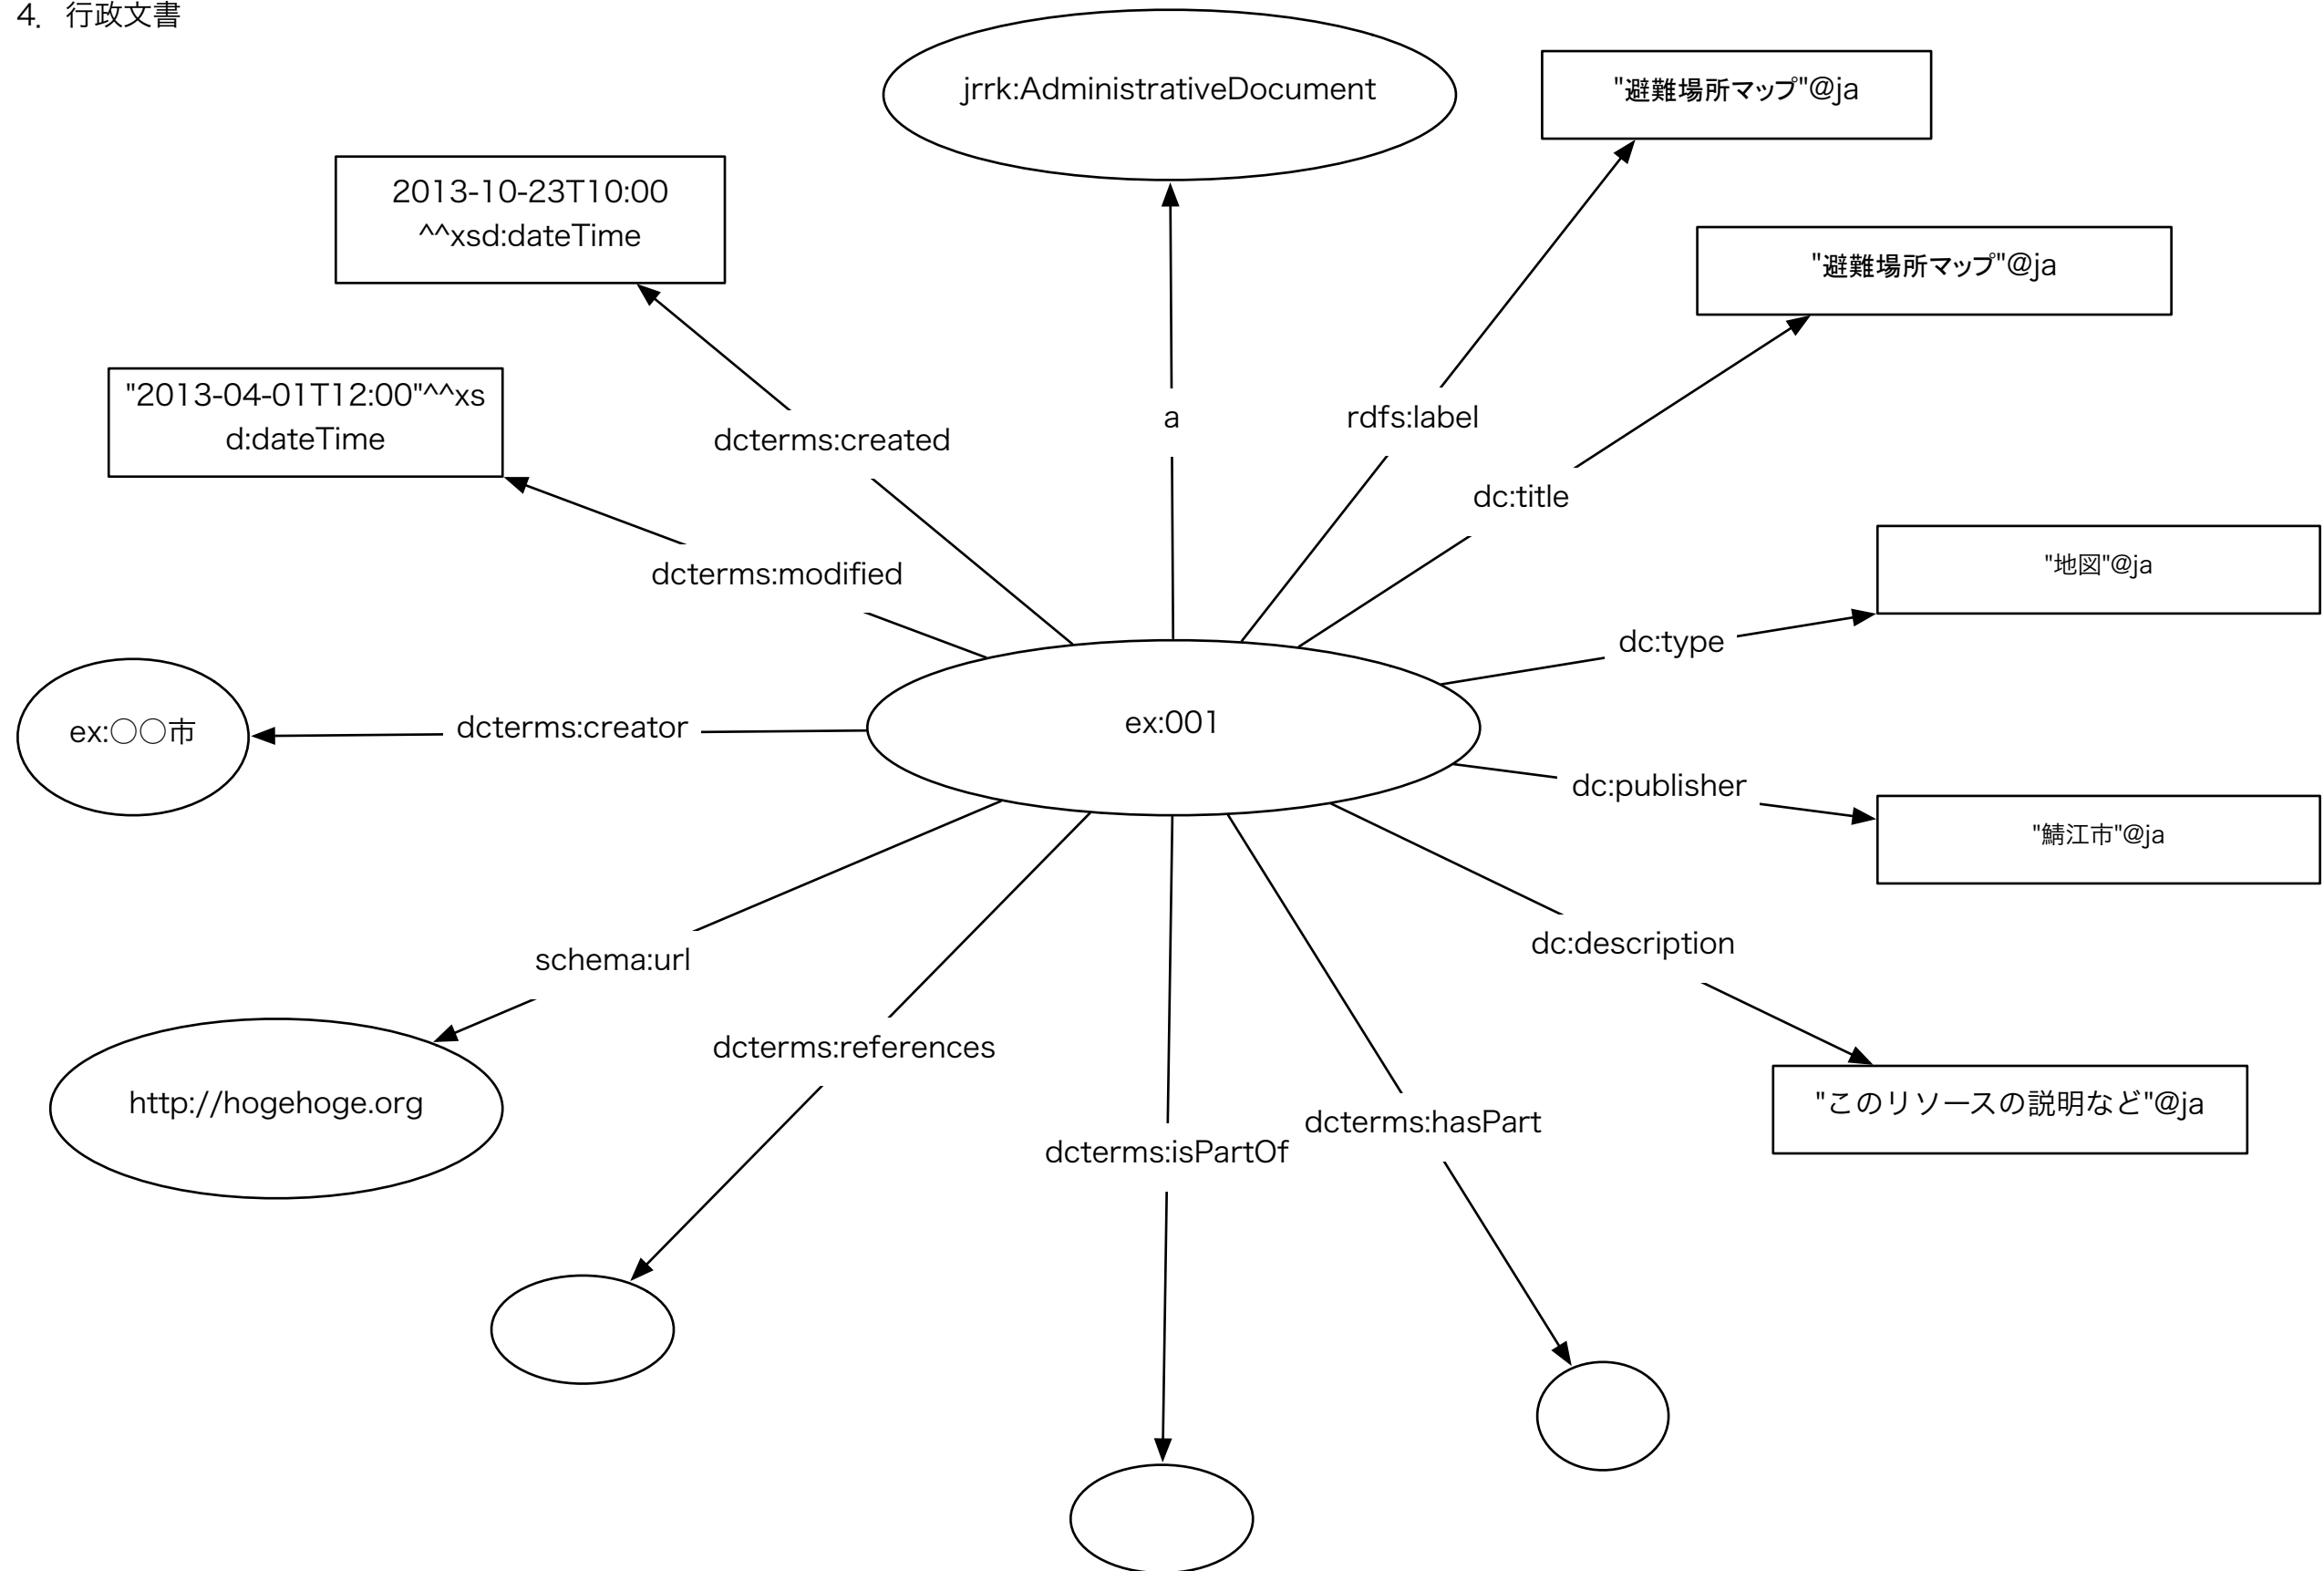 4．行政文書
jrrk:AdministrativeDocument
"避難場所マップ"@ja
2013-10-23T10:00
^^xsd:dateTime
"避難場所マップ"@ja
"2013-04-01T12:00"^^xs
d:dateTime
dcterms:created
a
rdfs:label
dc:title
dcterms:modified
"地図"@ja
dc:type
ex:〇〇市
dcterms:creator
ex:001
dc:publisher
"鯖江市"@ja
schema:url
dc:description
dcterms:references
http://hogehoge.org
dcterms:isPartOf
dcterms:hasPart
"このリソースの説明など"@ja